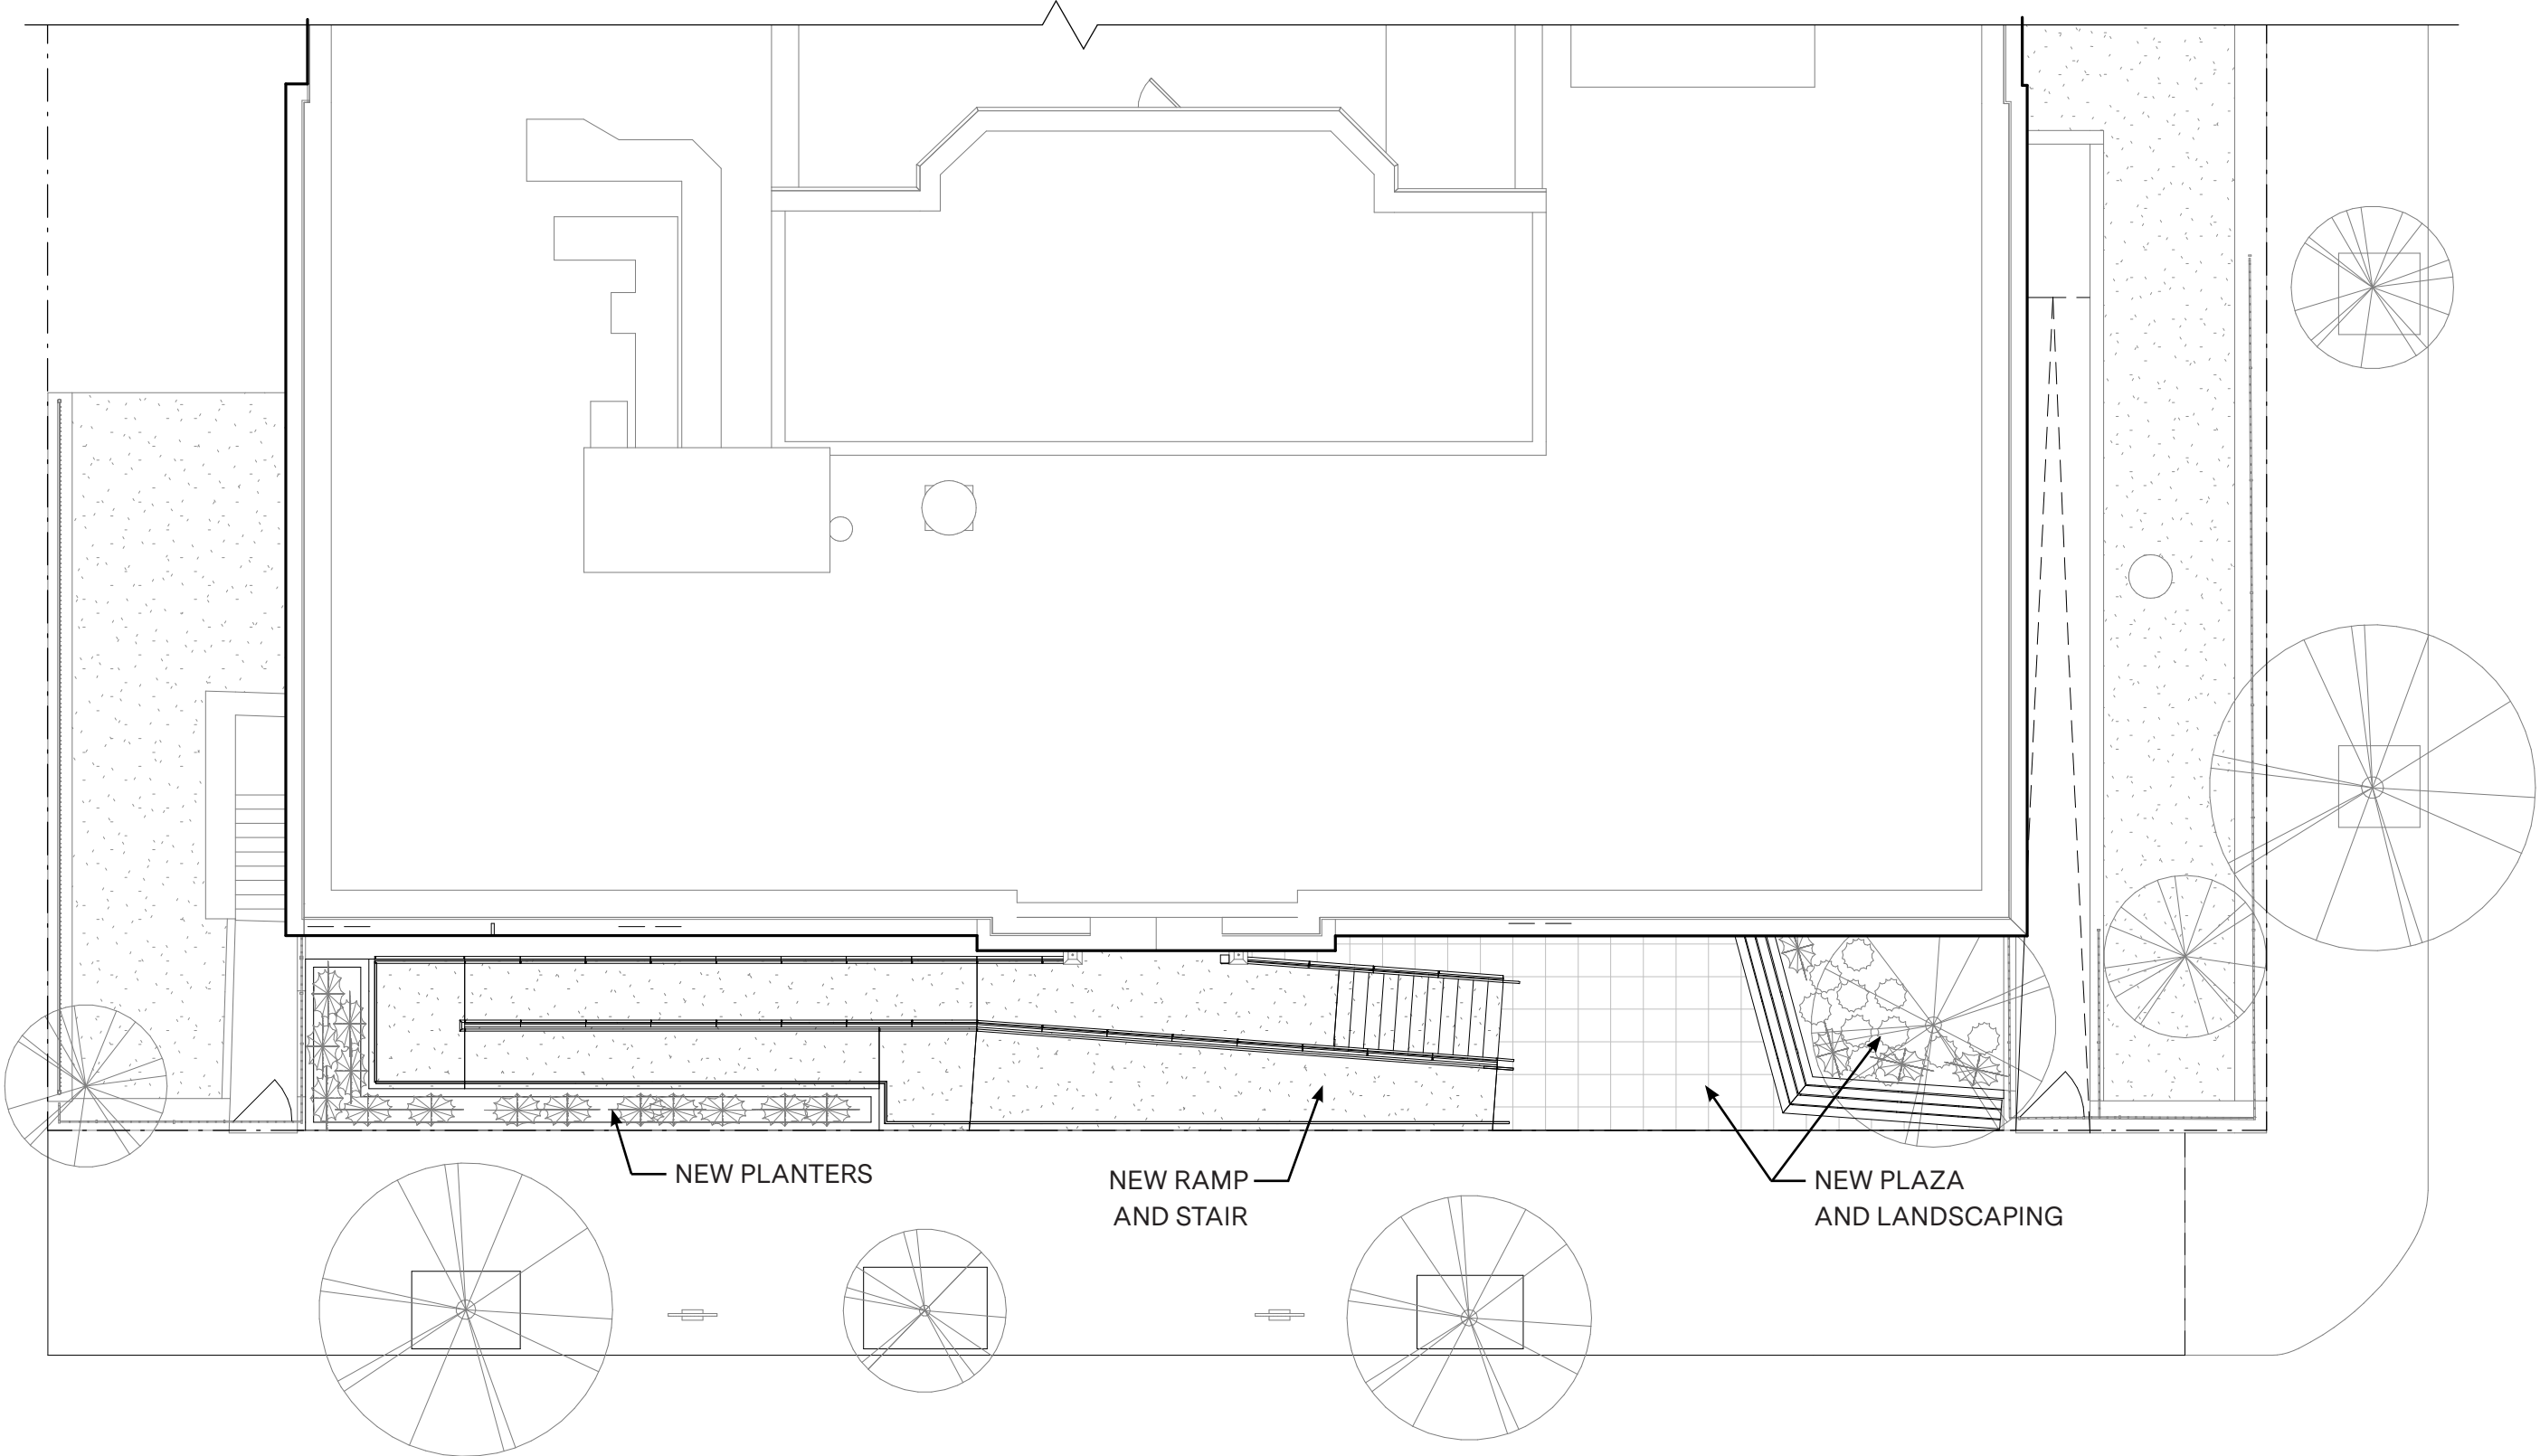 NEW PLANTERS
NEW RAMP
AND STAIR
NEW PLAZA
AND LANDSCAPING